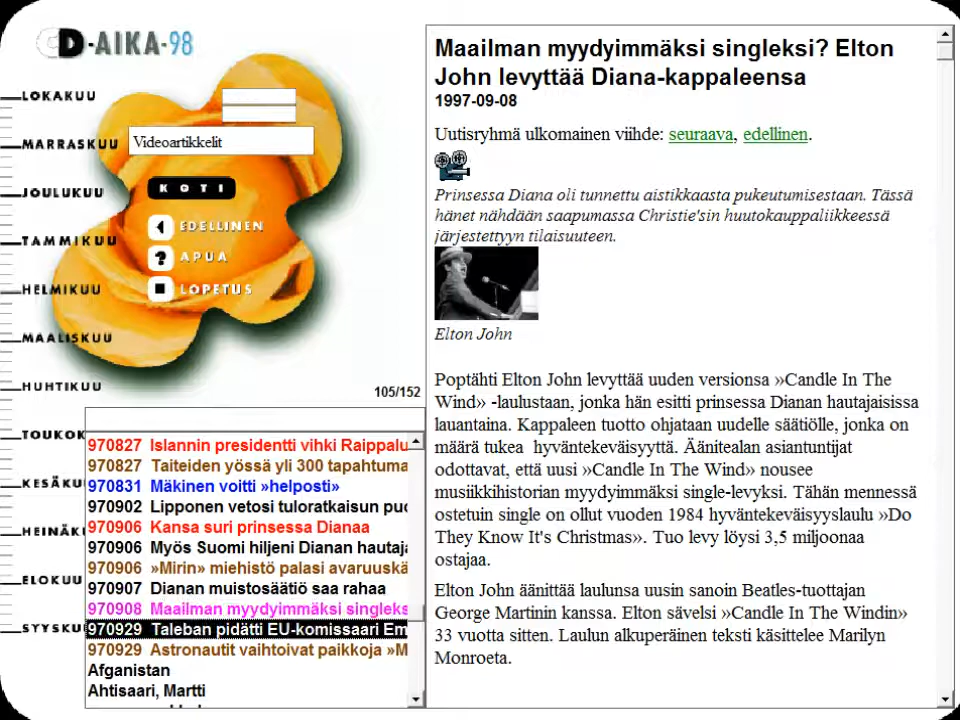 CD-AIKA-98
LOKAKUU
MARRASKUU
JOULUKUU
TAMMIKUU
HELMIKUU
MAALISKUU
HUHTIKUU
TOUKOK
KESÄKU
HEINÄK
ELOKUU
SYYSKU
Videoartikkelit
KOTI
EDELLINEN
? APUA
LOPETUS
105/152
970827 Islannin presidentti vihki Raippalu
970827 Taiteiden yössä yli 300 tapahtuma
970831 Mäkinen voitti »helposti»
970902 Lipponen vetosi tuloratkaisun puo
970906 Kansa suri prinsessa Dianaa
970906 Myös Suomi hiljeni Dianan hautaja
970906 »Mirin» miehistö palasi avaruuskä
970907 Dianan muistosäätiö saa rahaa
970908 Maailman myydyimmäksi singleks
970929 Taleban pidätti EU-komissaari Em
970929 Astronautit vaihtoivat paikkoja »M
Afganistan
Ahtisaari, Martti
Maailman myydyimmäksi singleksi? Elton
John levyttää Diana-kappaleensa
1997-09-08
Uutisryhmä ulkomainen viihde: seuraava, edellinen.
Prinsessa Diana oli tunnettu aistikkaasta pukeutumisestaan. Tässä
hänet nähdään saapumassa Christie'sin huutokauppaliikkeessä
järjestettyyn tilaisuuteen.
Elton John
Poptähti Elton John levyttää uuden versionsa »Candle In The
Wind» -laulustaan, jonka hän esitti prinsessa Dianan hautajaisissa
lauantaina. Kappaleen tuotto ohjataan uudelle säätiölle, jonka on
määrä tukea hyväntekeväisyyttä. Äänitealan asiantuntijat
odottavat, että uusi »Candle In The Wind» nousee
musiikkihistorian myydyimmäksi single-levyksi. Tähän mennessä
ostetuin single on ollut vuoden 1984 hyväntekeväisyyslaulu »Do
They Know It's Christmas». Tuo levy löysi 3,5 miljoonaa
ostajaa.
Elton John äänittää laulunsa uusin sanoin Beatles-tuottajan
George Martinin kanssa. Elton sävelsi »Candle In The Windin»
33 vuotta sitten. Laulun alkuperäinen teksti käsittelee Marilyn
Monroeta.